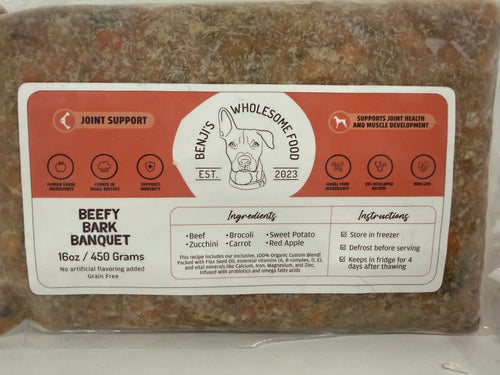 JOINT SUPPORT
HUMAN GRADE
INGREDIENTS
COOKED IN
SMALL BATCHES
SUPPORTS
IMMUNITY
BENJI'S WHOLESOME FOOD
EST. 2023
SUPPORTS JOINT HEALTH
AND MUSCLE DEVELOPMENT
WHOLE FOOD
INGREDIENTS
VET DEVELOPED
RECIPES
NON GMO
BEEFY
BARK
BANQUET
16oz / 450 Grams
No artificial flavoring added
Grain Free
Ingredients
•Beef •Brocoli •Sweet Potato
•Zucchini •Carrot •Red Apple
This recipe includes our exclusive, 100% Organic Custom Blend!
Packed with Flax Seed Oil, essential vitamins (A, B-complex, D, E),
and vital minerals like Calcium, Iron, Magnesium, and Zinc.
Infused with probiotics and omega fatty acids
Instructions
Store in freezer
Defrost before serving
Keeps in fridge for 4
days after thawing